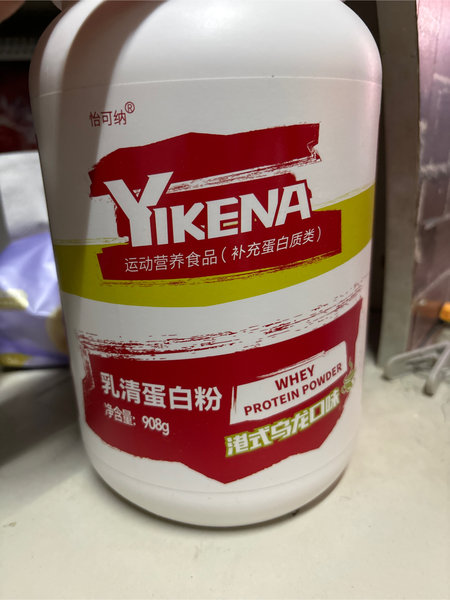 怡可纳®
YIKENA
运动营养食品（补充蛋白质类）
乳清蛋白粉
净含量: 908g
WHEY
PROTEIN POWDER
港式乌龙口味